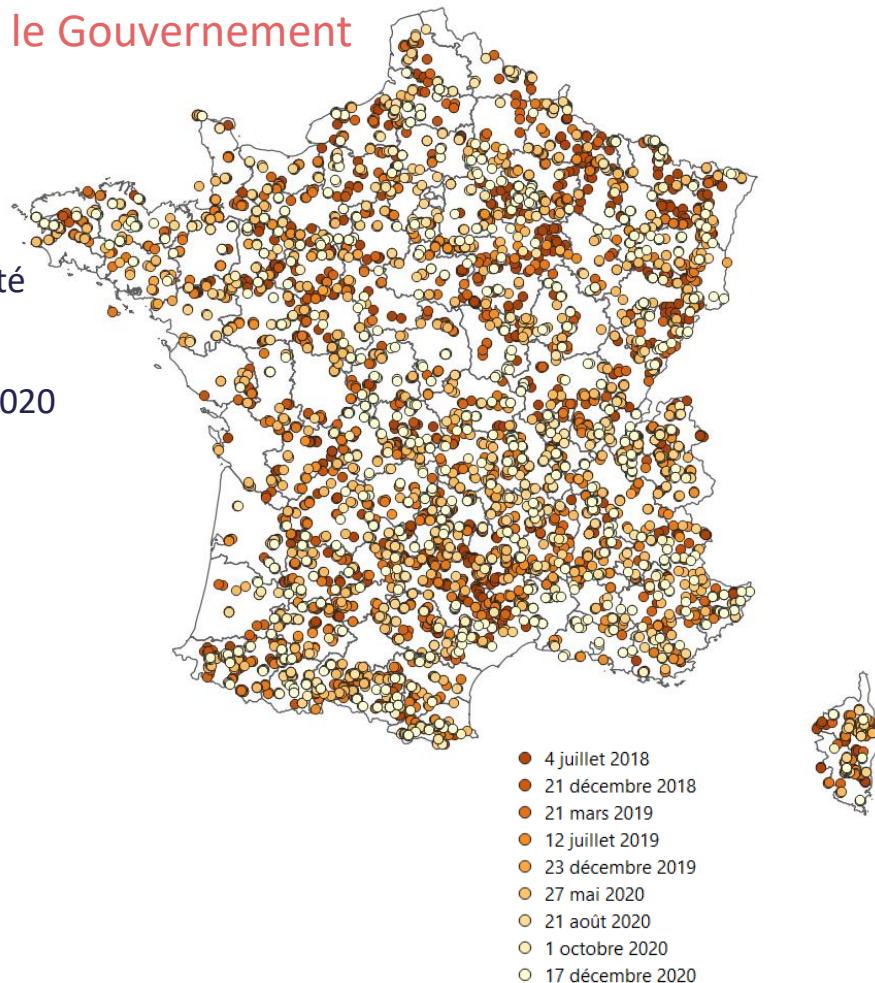 le Gouvernement
té
020
4 juillet 2018
21 décembre 2018
21 mars 2019
12 juillet 2019
23 décembre 2019
27 mai 2020
21 août 2020
1 octobre 2020
17 décembre 2020